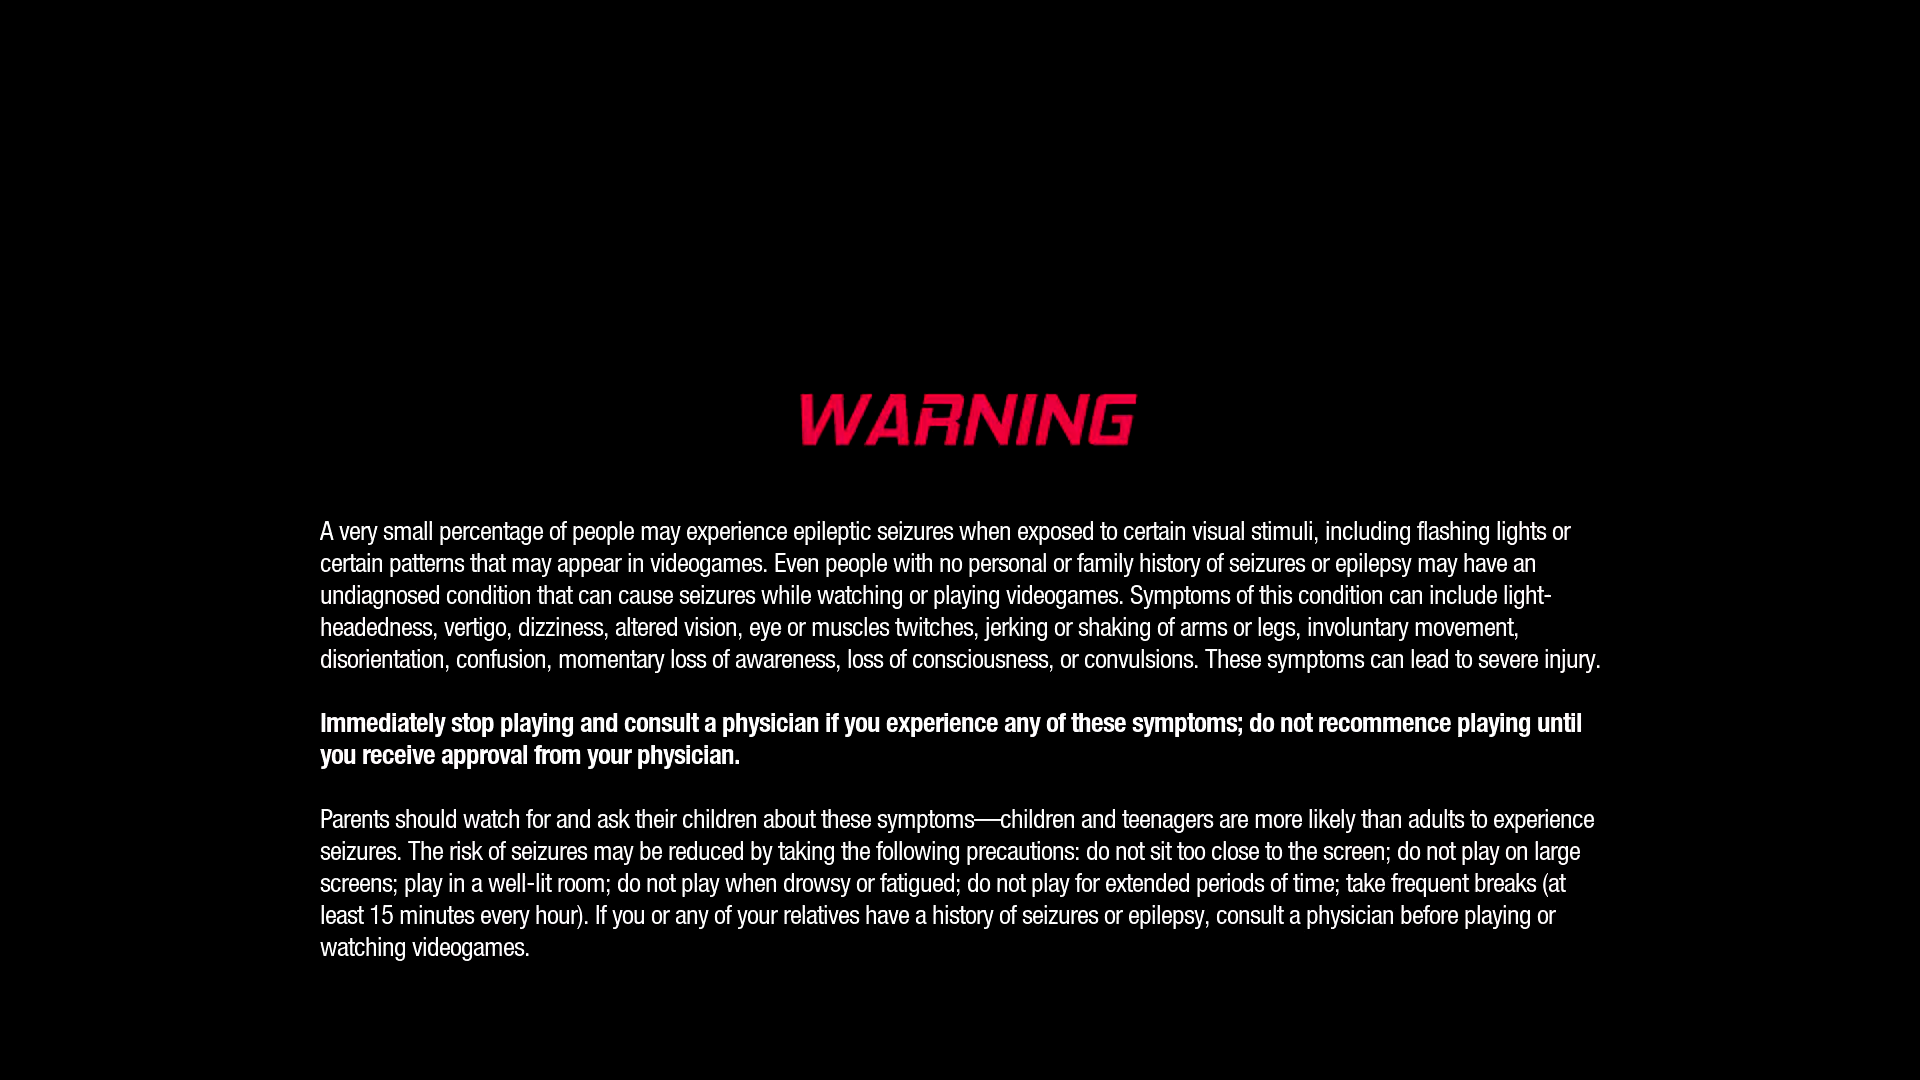 WARNING
A very small percentage of people may experience epileptic seizures when exposed to certain visual stimuli, including flashing lights or
certain patterns that may appear in videogames. Even people with no personal or family history of seizures or epilepsy may have an
undiagnosed condition that can cause seizures while watching or playing videogames. Symptoms of this condition can include light-
headedness, vertigo, dizziness, altered vision, eye or muscles twitches, jerking or shaking of arms or legs, involuntary movement,
disorientation, confusion, momentary loss of awareness, loss of consciousness, or convulsions. These symptoms can lead to severe injury.
Immediately stop playing and consult a physician if you experience any of these symptoms; do not recommence playing until
you receive approval from your physician.
Parents should watch for and ask their children about these symptoms—children and teenagers are more likely than adults to experience
seizures. The risk of seizures may be reduced by taking the following precautions: do not sit too close to the screen; do not play on large
screens; play in a well-lit room; do not play when drowsy or fatigued; do not play for extended periods of time; take frequent breaks (at
least 15 minutes every hour). If you or any of your relatives have a history of seizures or epilepsy, consult a physician before playing or
watching videogames.